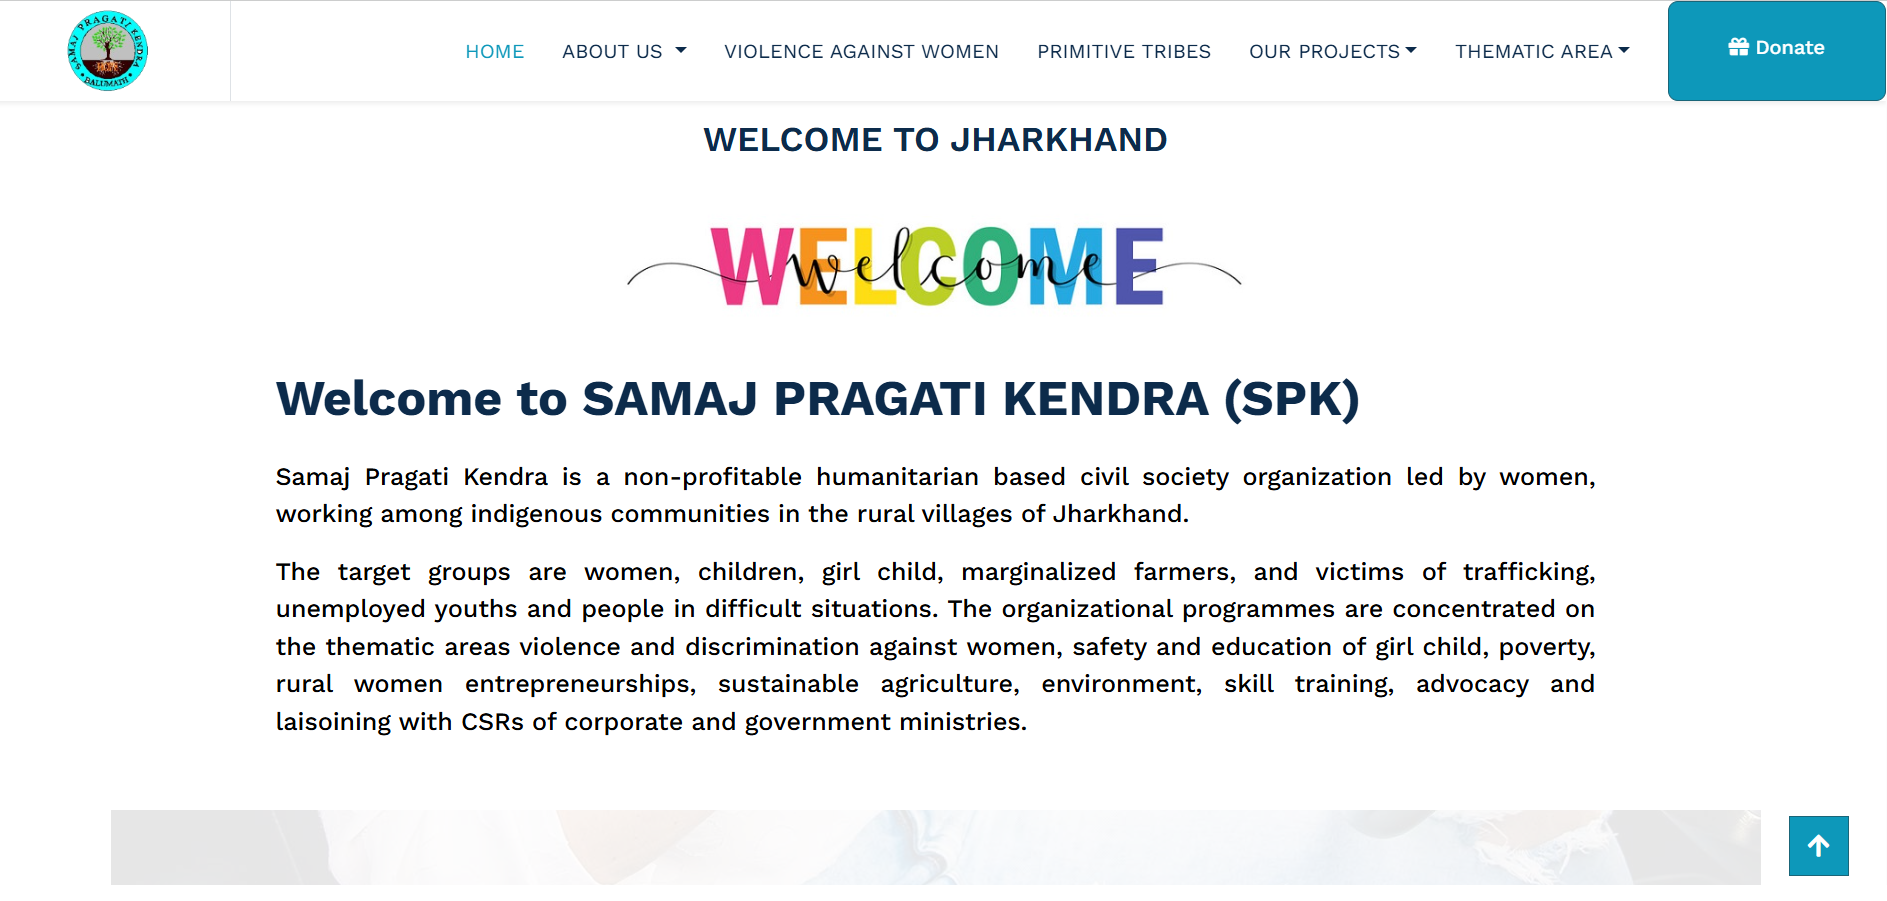 SAMAJ PRAGATI KENDRA
BALUMATH
HOME
ABOUT US
VIOLENCE AGAINST WOMEN
PRIMITIVE TRIBES
OUR PROJECTS
THEMATIC AREA
Donate
WELCOME TO JHARKHAND
WELCOME
welcome
Welcome to SAMAJ PRAGATI KENDRA (SPK)
Samaj Pragati Kendra is a non-profitable humanitarian based civil society organization led by women,
working among indigenous communities in the rural villages of Jharkhand.
The target groups are women, children, girl child, marginalized farmers, and victims of trafficking,
unemployed youths and people in difficult situations. The organizational programmes are concentrated on
the thematic areas violence and discrimination against women, safety and education of girl child, poverty,
rural women entrepreneurships, sustainable agriculture, environment, skill training, advocacy and
laisoining with CSRs of corporate and government ministries.